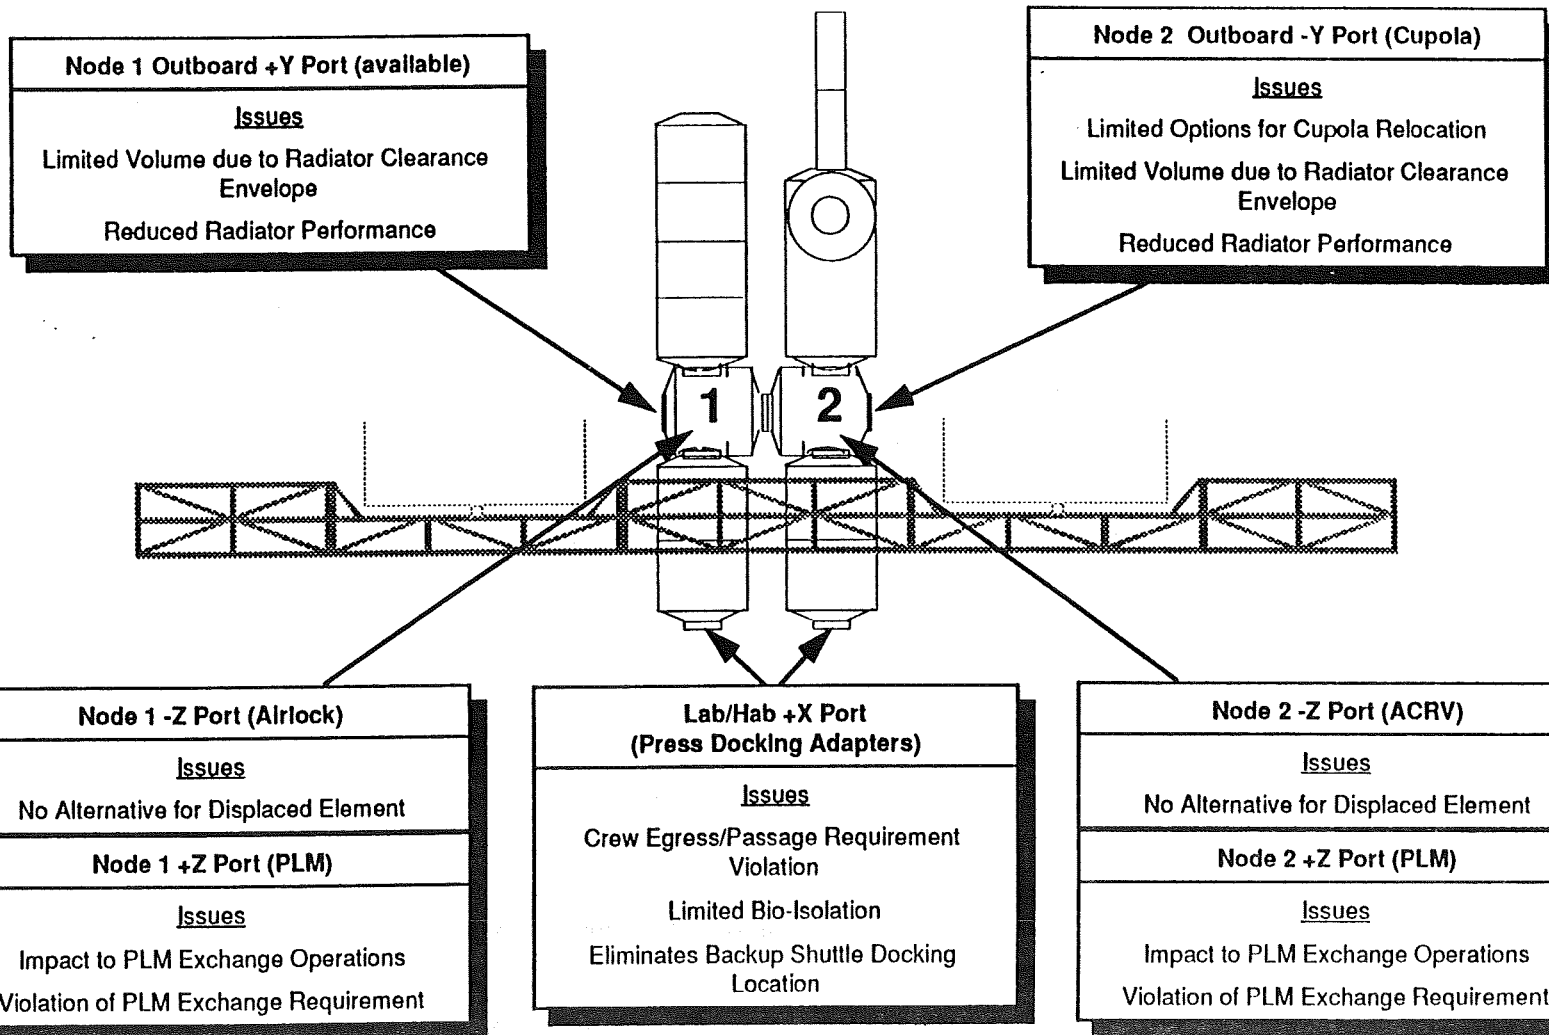 Node 1 Outboard +Y Port (available)
Issues
Limited Volume due to Radiator Clearance
Envelope
Reduced Radiator Performance
Node 2 Outboard -Y Port (Cupola)
Issues
Limited Options for Cupola Relocation
Limited Volume due to Radiator Clearance
Envelope
Reduced Radiator Performance
1
2
Node 1 -Z Port (Airlock)
Issues
No Alternative for Displaced Element
Node 1 +Z Port (PLM)
Issues
Impact to PLM Exchange Operations
Violation of PLM Exchange Requirement
Lab/Hab +X Port
(Press Docking Adapters)
Issues
Crew Egress/Passage Requirement
Violation
Limited Bio-Isolation
Eliminates Backup Shuttle Docking
Location
Node 2 -Z Port (ACRV)
Issues
No Alternative for Displaced Element
Node 2 +Z Port (PLM)
Issues
Impact to PLM Exchange Operations
Violation of PLM Exchange Requirement